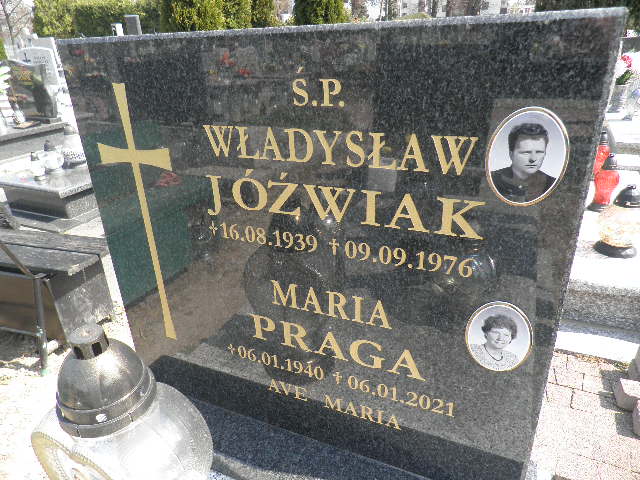 Ś.P.
WŁADYSŁAW
JÓŹWIAK
+16.08.1939 +09.09.1976
MARIA
PRAGA
+06.01.1940 +06.01.2021
AVE MARIA